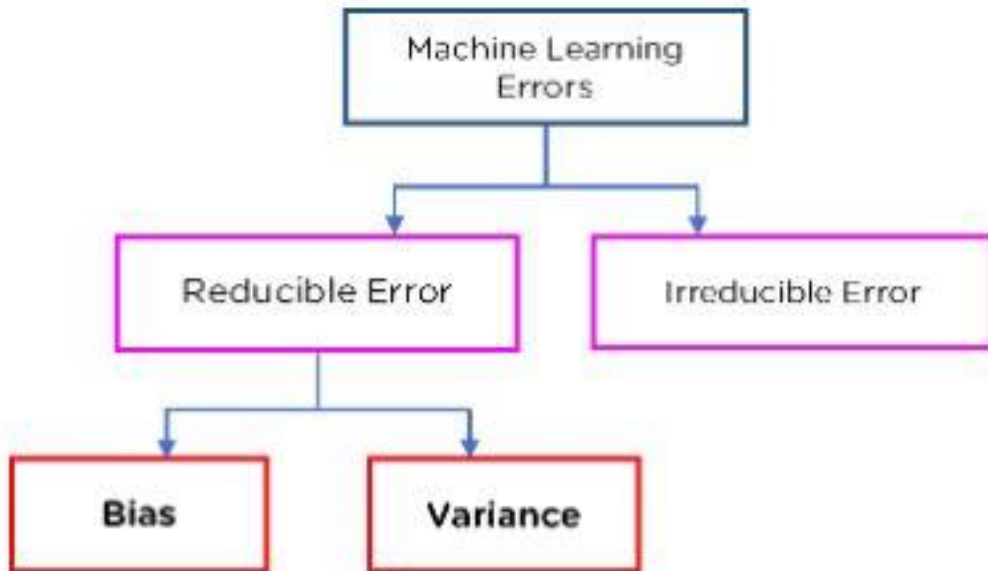 Machine Learning
Errors
Reducible Error
Irreducible Error
Bias
Variance